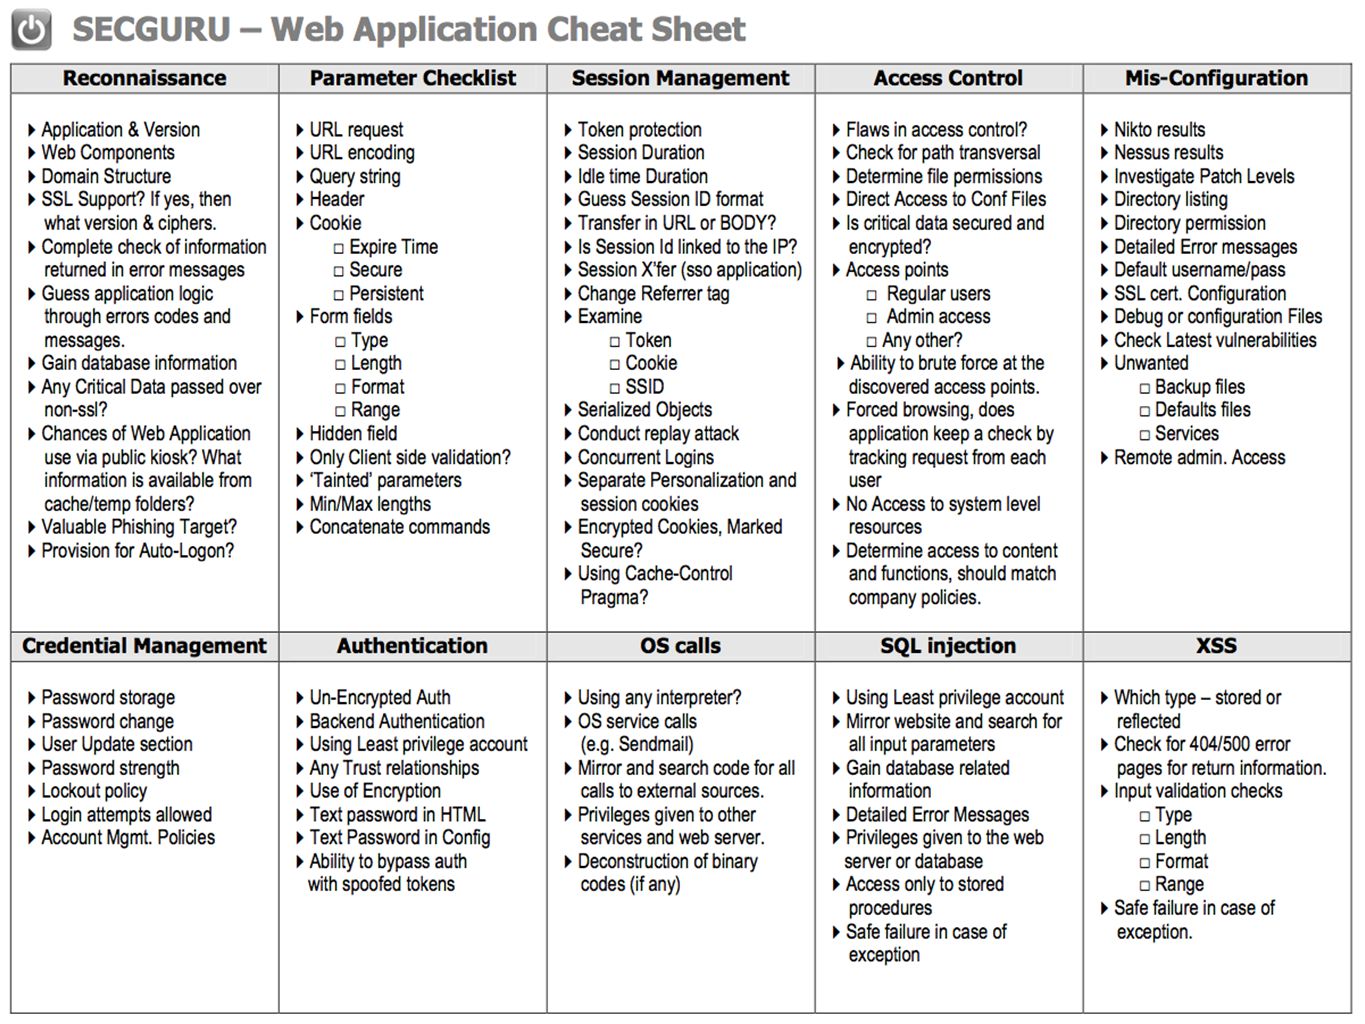 SECGURU – Web Application Cheat Sheet
Reconnaissance
Application & Version
Web Components
Domain Structure
SSL Support? If yes, then
what version & ciphers.
Complete check of information
returned in error messages
Guess application logic
through errors codes and
messages.
Gain database information
Any Critical Data passed over
non-ssl?
Chances of Web Application
use via public kiosk? What
information is available from
cache/temp folders?
Valuable Phishing Target?
Provision for Auto-Logon?
Parameter Checklist
URL request
URL encoding
Query string
Header
Cookie
Expire Time
Secure
Persistent
Form fields
Type
Length
Format
Range
Hidden field
Only Client side validation?
‘Tainted’ parameters
Min/Max lengths
Concatenate commands
Session Management
Token protection
Session Duration
Idle time Duration
Guess Session ID format
Transfer in URL or BODY?
Is Session Id linked to the IP?
Session X’fer (sso application)
Change Referrer tag
Examine
Token
Cookie
SSID
Serialized Objects
Conduct replay attack
Concurrent Logins
Separate Personalization and
session cookies
Encrypted Cookies, Marked
Secure?
Using Cache-Control
Pragma?
Access Control
Flaws in access control?
Check for path transversal
Determine file permissions
Direct Access to Conf Files
Is critical data secured and
encrypted?
Access points
Regular users
Admin access
Any other?
Ability to brute force at the
discovered access points.
Forced browsing, does
application keep a check by
tracking request from each
user
No Access to system level
resources
Determine access to content
and functions, should match
company policies.
Mis-Configuration
Nikto results
Nessus results
Investigate Patch Levels
Directory listing
Directory permission
Detailed Error messages
Default username/pass
SSL cert. Configuration
Debug or configuration Files
Check Latest vulnerabilities
Unwanted
Backup files
Defaults files
Services
Remote admin. Access
Credential Management
Password storage
Password change
User Update section
Password strength
Lockout policy
Login attempts allowed
Account Mgmt. Policies
Authentication
Un-Encrypted Auth
Backend Authentication
Using Least privilege account
Any Trust relationships
Use of Encryption
Text password in HTML
Text Password in Config
Ability to bypass auth
with spoofed tokens
OS calls
Using any interpreter?
OS service calls
(e.g. Sendmail)
Mirror and search code for all
calls to external sources.
Privileges given to other
services and web server.
Deconstruction of binary
codes (if any)
SQL injection
Using Least privilege account
Mirror website and search for
all input parameters
Gain database related
information
Detailed Error Messages
Privileges given to the web
server or database
Access only to stored
procedures
Safe failure in case of
exception
XSS
Which type – stored or
reflected
Check for 404/500 error
pages for return information.
Input validation checks
Type
Length
Format
Range
Safe failure in case of
exception.